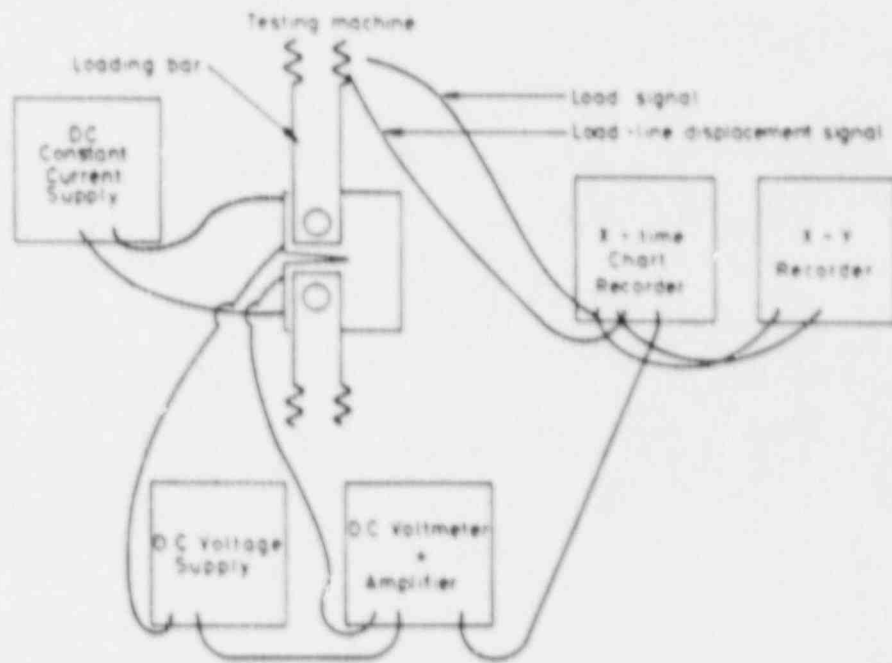 Testing machine
Loading bar
Load signal
Load-line displacement signal
DC
Constant
Current
Supply
X-time
Chart
Recorder
X-Y
Recorder
D.C Voltage
Supply
D.C Voltmeter
+
Amplifier